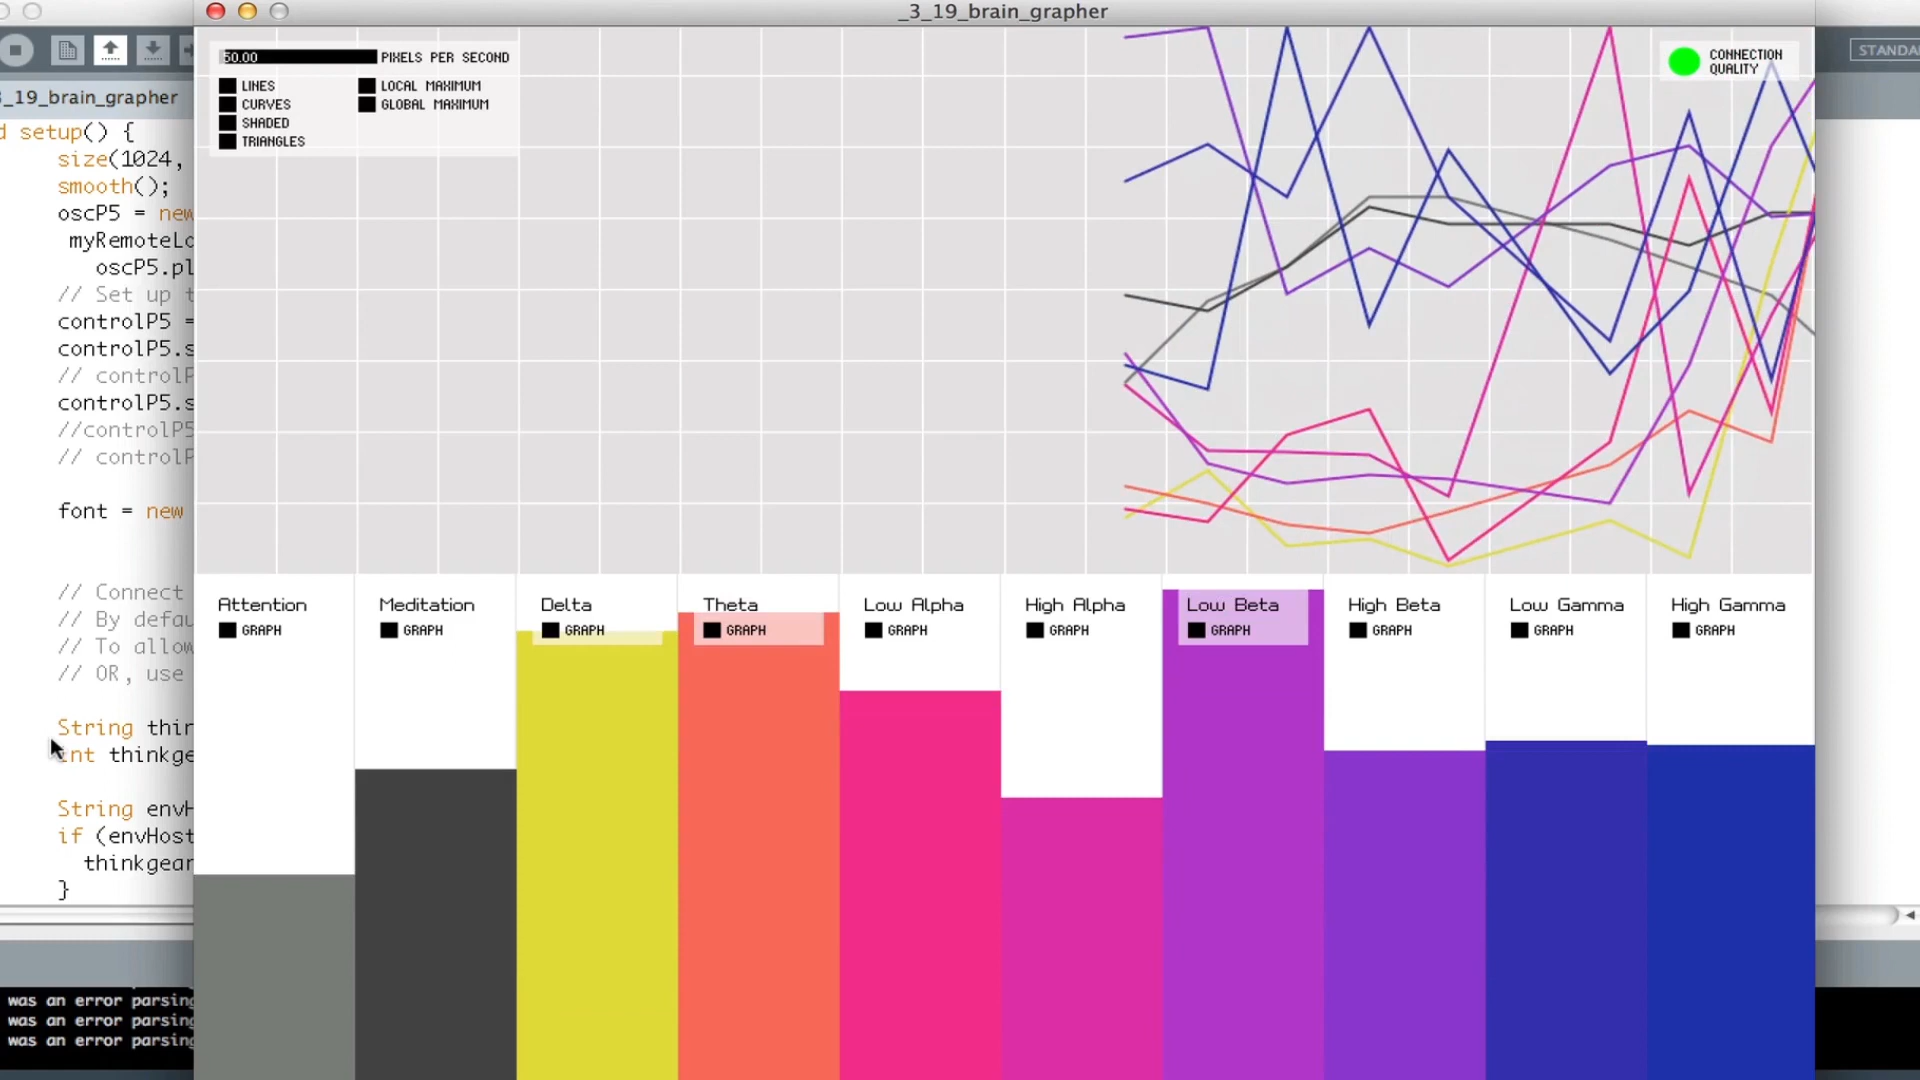 _3_19_brain_grapher
50.00 PIXELS PER SECOND
LINES
CURVES
SHADED
TRIANGLES
LOCAL MAXIMUM
GLOBAL MAXIMUM
CONNECTION
QUALITY
STANDA
3_19_brain_grapher
d setup() {
size(1024,
smooth();
oscP5 = new
myRemoteLo
oscP5.pl
// Set up t
controlP5 =
controlP5.s
// controlP
controlP5.s
//controlP5
// controlP
font = new
// Connect
// By defau
// To allow
// OR, use
String thin
int thinkge
String envH
if (envHost
thinkgear
}
Attention
GRAPH
Meditation
GRAPH
Delta
GRAPH
Theta
GRAPH
Low Alpha
GRAPH
High Alpha
GRAPH
Low Beta
GRAPH
High Beta
GRAPH
Low Gamma
GRAPH
High Gamma
GRAPH
was an error parsing
was an error parsing
was an error parsing